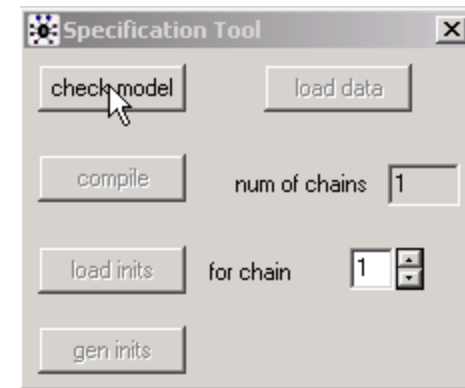 Specification Tool
check model
load data
compile
num of chains 1
load inits
for chain 1
gen inits